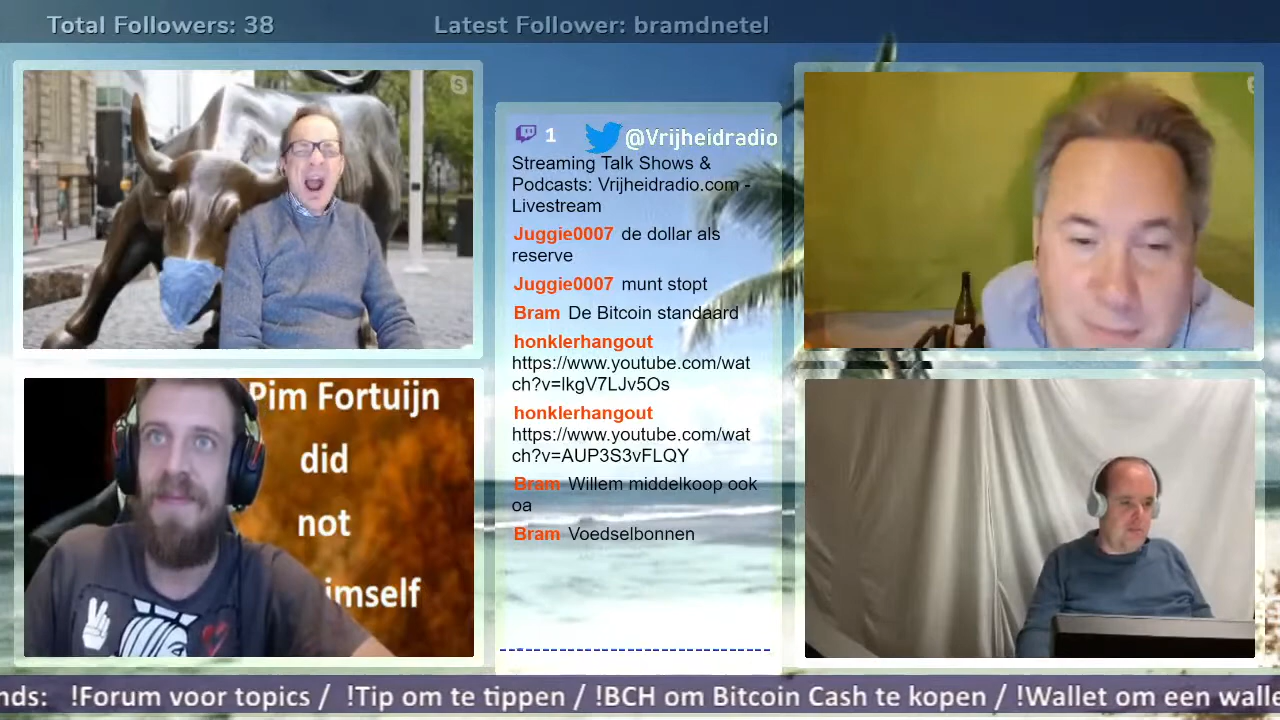 Total Followers: 38
Latest Follower: bramdnetel
1
@Vrijheidradio
Streaming Talk Shows &
Podcasts: Vrijheidradio.com -
Livestream
Juggie0007 de dollar als
reserve
Juggie0007 munt stopt
Bram De Bitcoin standaard
honklerhangout
https://www.youtube.com/wat
ch?v=lkgV7LJv5Os
honklerhangout
https://www.youtube.com/wat
ch?v=AUP3S3vFLQY
Bram Willem middelkoop ook
oa
Bram Voedselbonnen
Pim Fortuijn
did
not
imself
nds: !Forum voor topics / !Tip om te tippen / !BCH om Bitcoin Cash te kopen / !Wallet om een walle